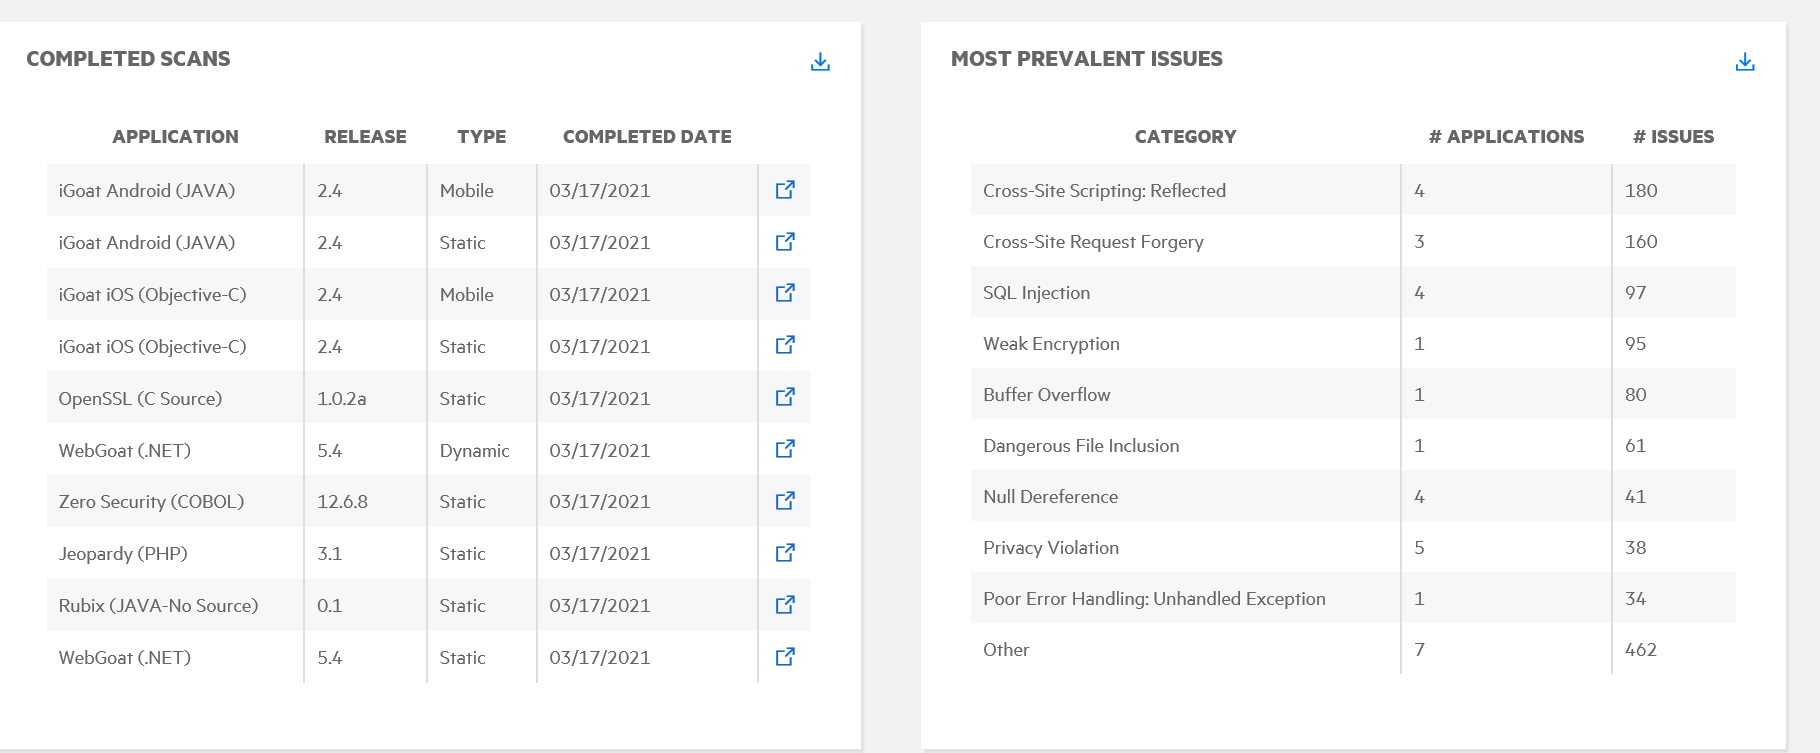 COMPLETED SCANS
APPLICATION RELEASE TYPE COMPLETED DATE
iGoat Android (JAVA) 2.4 Mobile 03/17/2021
iGoat Android (JAVA) 2.4 Static 03/17/2021
iGoat iOS (Objective-C) 2.4 Mobile 03/17/2021
iGoat iOS (Objective-C) 2.4 Static 03/17/2021
OpenSSL (C Source) 1.0.2a Static 03/17/2021
WebGoat (.NET) 5.4 Dynamic 03/17/2021
Zero Security (COBOL) 12.6.8 Static 03/17/2021
Jeopardy (PHP) 3.1 Static 03/17/2021
Rubix (JAVA-No Source) 0.1 Static 03/17/2021
WebGoat (.NET) 5.4 Static 03/17/2021
MOST PREVALENT ISSUES
CATEGORY # APPLICATIONS # ISSUES
Cross-Site Scripting: Reflected 4 180
Cross-Site Request Forgery 3 160
SQL Injection 4 97
Weak Encryption 1 95
Buffer Overflow 1 80
Dangerous File Inclusion 1 61
Null Dereference 4 41
Privacy Violation 5 38
Poor Error Handling: Unhandled Exception 1 34
Other 7 462